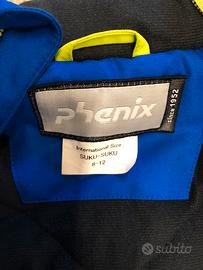 phenix
since 1952
International Size
SUKU-SUKU
8-12
subito